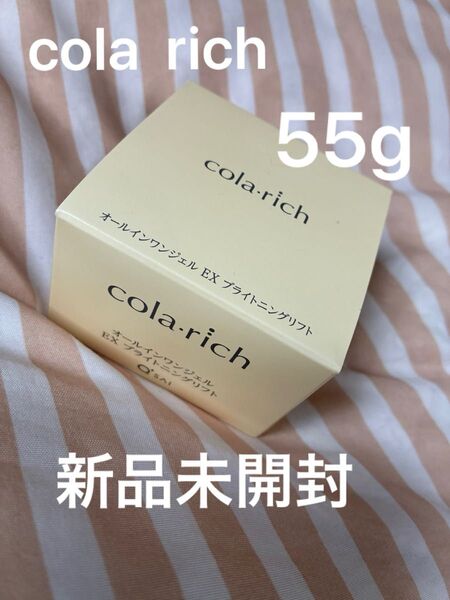 cola rich
55g
cola・rich
オールインワンジェル EX ブライトニングリフト
cola・rich
オールインワンジェル
EX ブライトニングリフト
Q'SAI
新品未開封